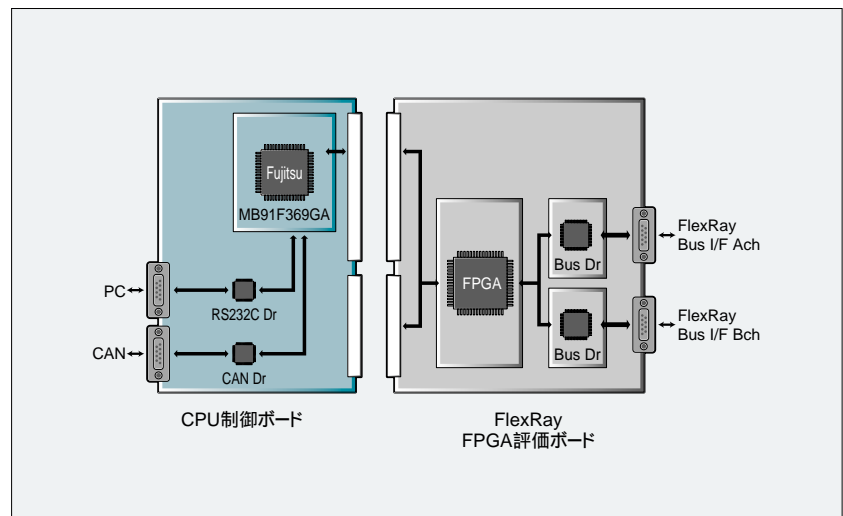 Fujitsu
MB91F369GA
PC
RS232C Dr
CAN
CAN Dr
CPU制御ボード
FPGA
Bus Dr
FlexRay
Bus I/F Ach
Bus Dr
FlexRay
Bus I/F Bch
FlexRay
FPGA評価ボード